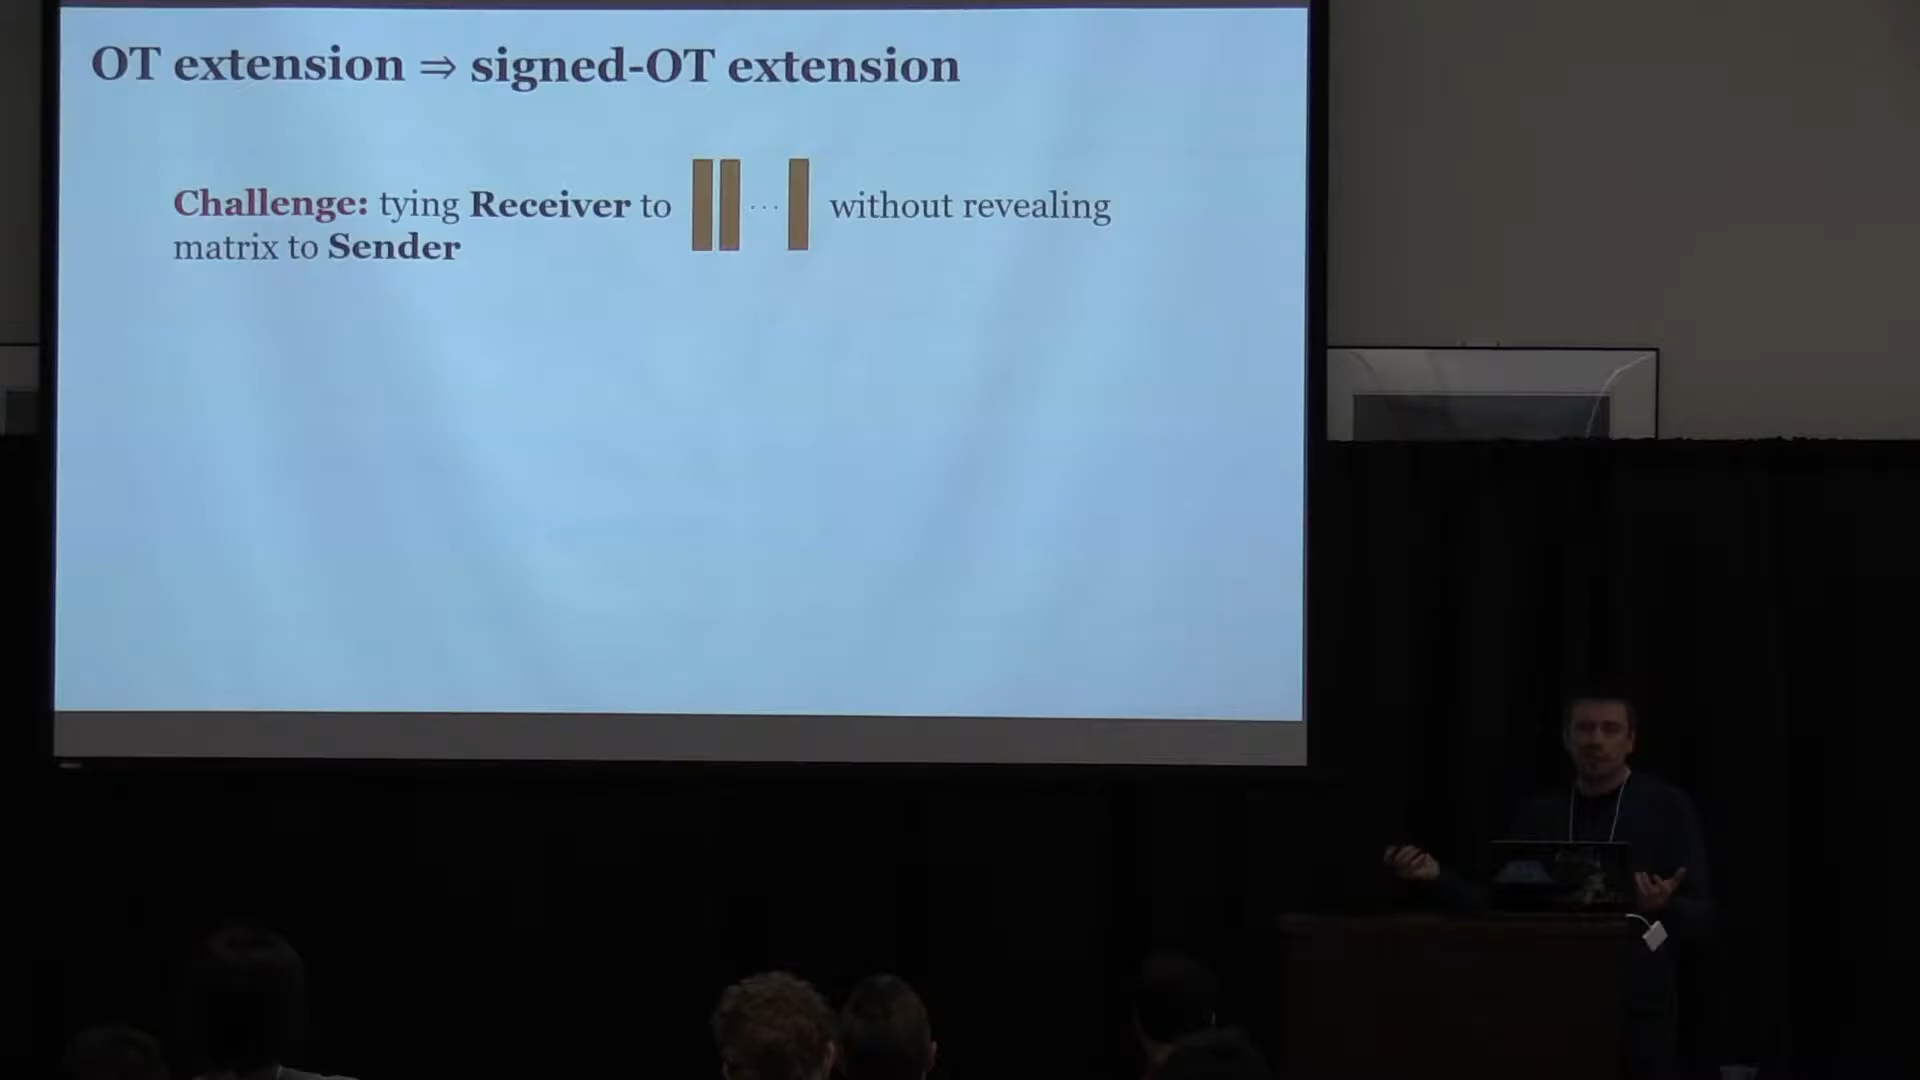 OT extension ⇒ signed-OT extension
Challenge: tying Receiver to ... without revealing
matrix to Sender